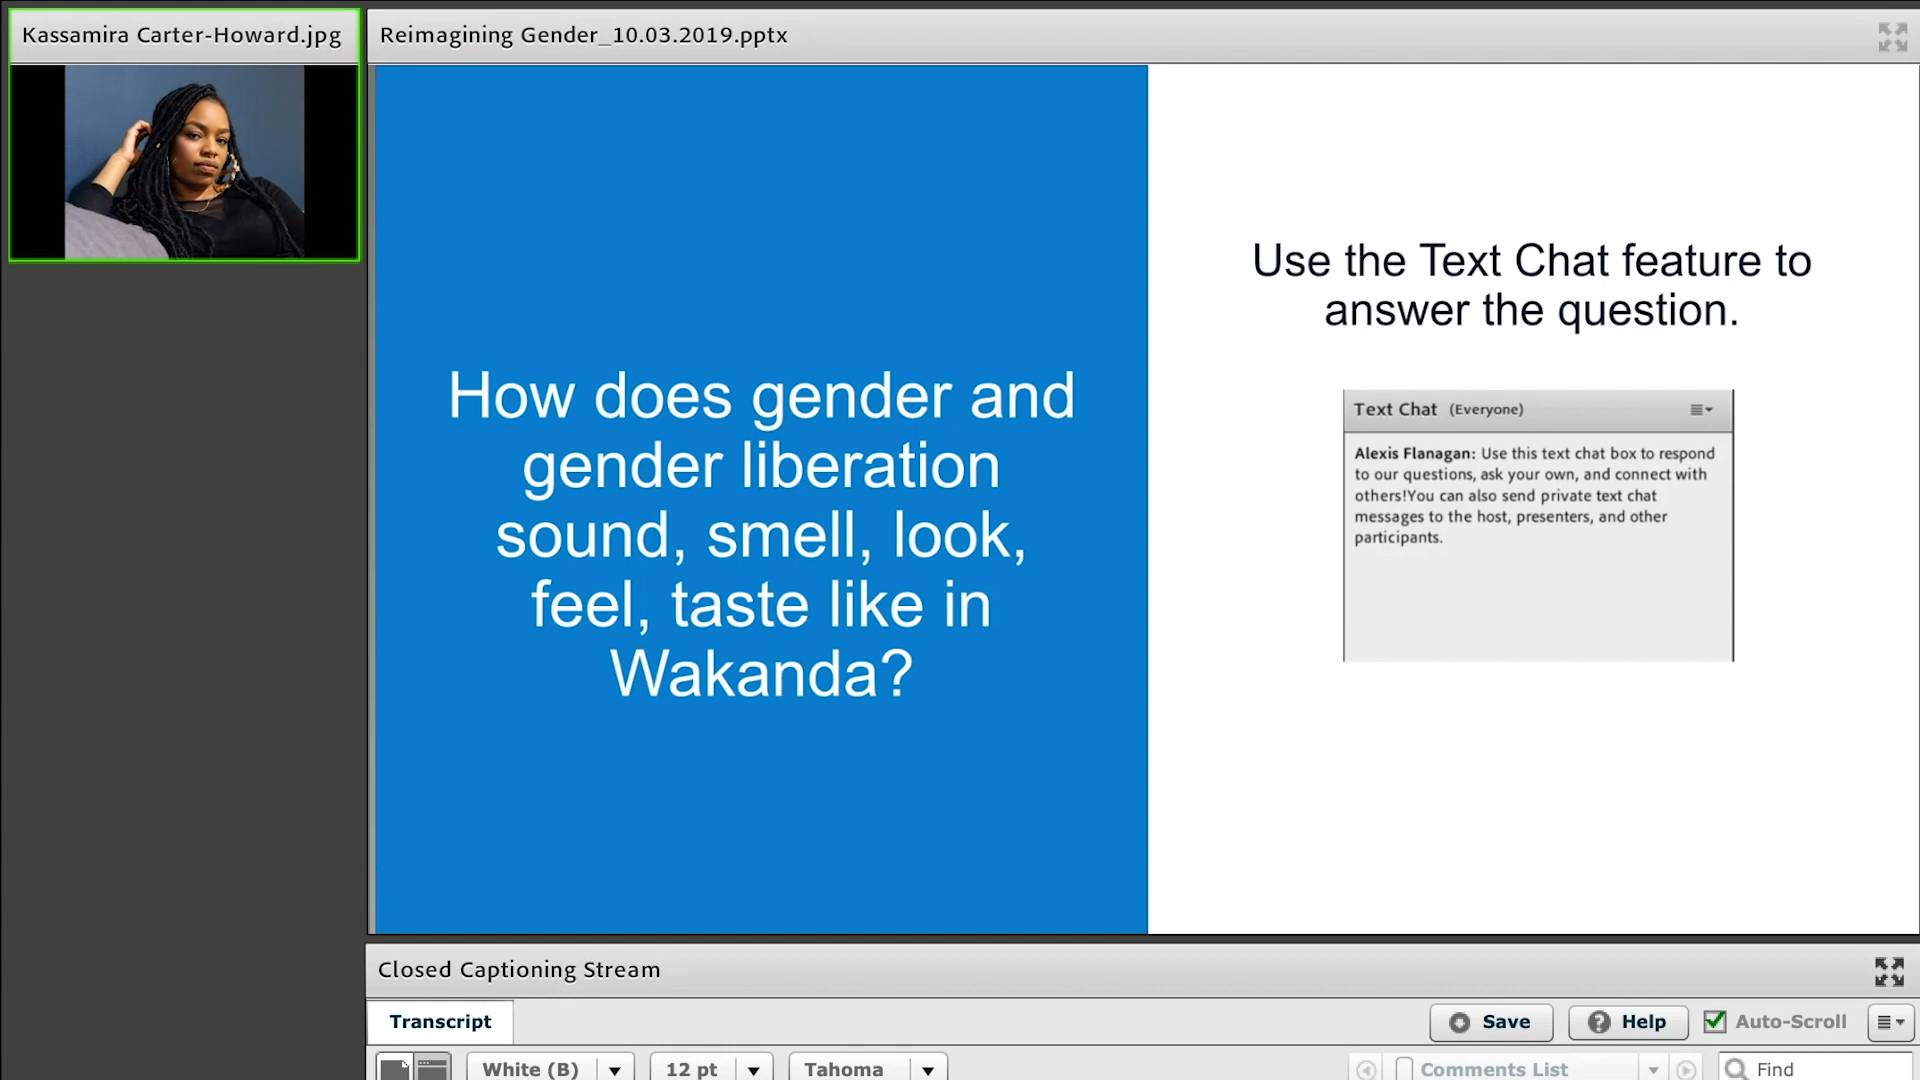 Kassamira Carter-Howard.jpg
Reimagining Gender_10.03.2019.pptx
How does gender and
gender liberation
sound, smell, look,
feel, taste like in
Wakanda?
Use the Text Chat feature to
answer the question.
Text Chat (Everyone)
Alexis Flanagan: Use this text chat box to respond
to our questions, ask your own, and connect with
others!You can also send private text chat
messages to the host, presenters, and other
participants.
Closed Captioning Stream
Transcript
Save
Help
Auto-Scroll
White (B)
12 pt
Tahoma
Comments List
Find